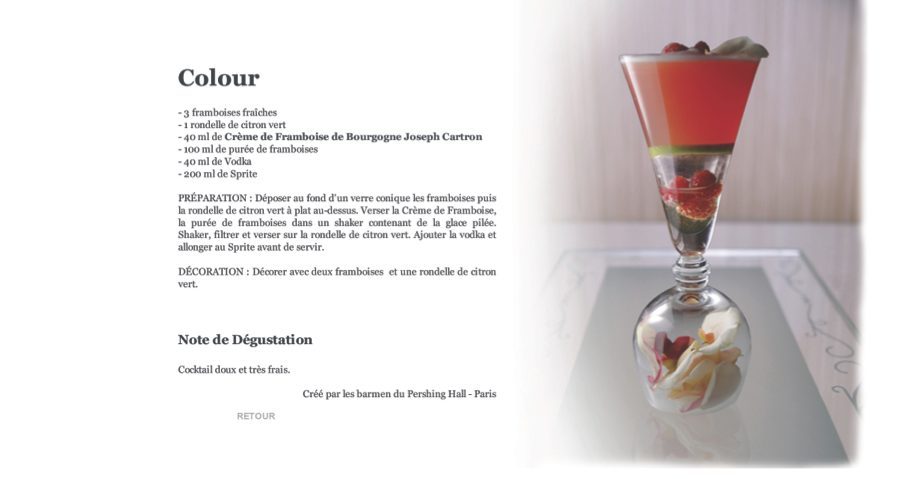 Colour
- 3 framboises fraîches
- 1 rondelle de citron vert
- 40 ml de Crème de Framboise de Bourgogne Joseph Cartron
- 100 ml de purée de framboises
- 40 ml de Vodka
- 200 ml de Sprite
PRÉPARATION : Déposer au fond d'un verre conique les framboises puis
la rondelle de citron vert à plat au-dessus. Verser la Crème de Framboise,
la purée de framboises dans un shaker contenant de la glace pilée.
Shaker, filtrer et verser sur la rondelle de citron vert. Ajouter la vodka et
allonger au Sprite avant de servir.
DÉCORATION : Décorer avec deux framboises et une rondelle de citron
vert.
Note de Dégustation
Cocktail doux et très frais.
Créé par les barmen du Pershing Hall - Paris
RETOUR